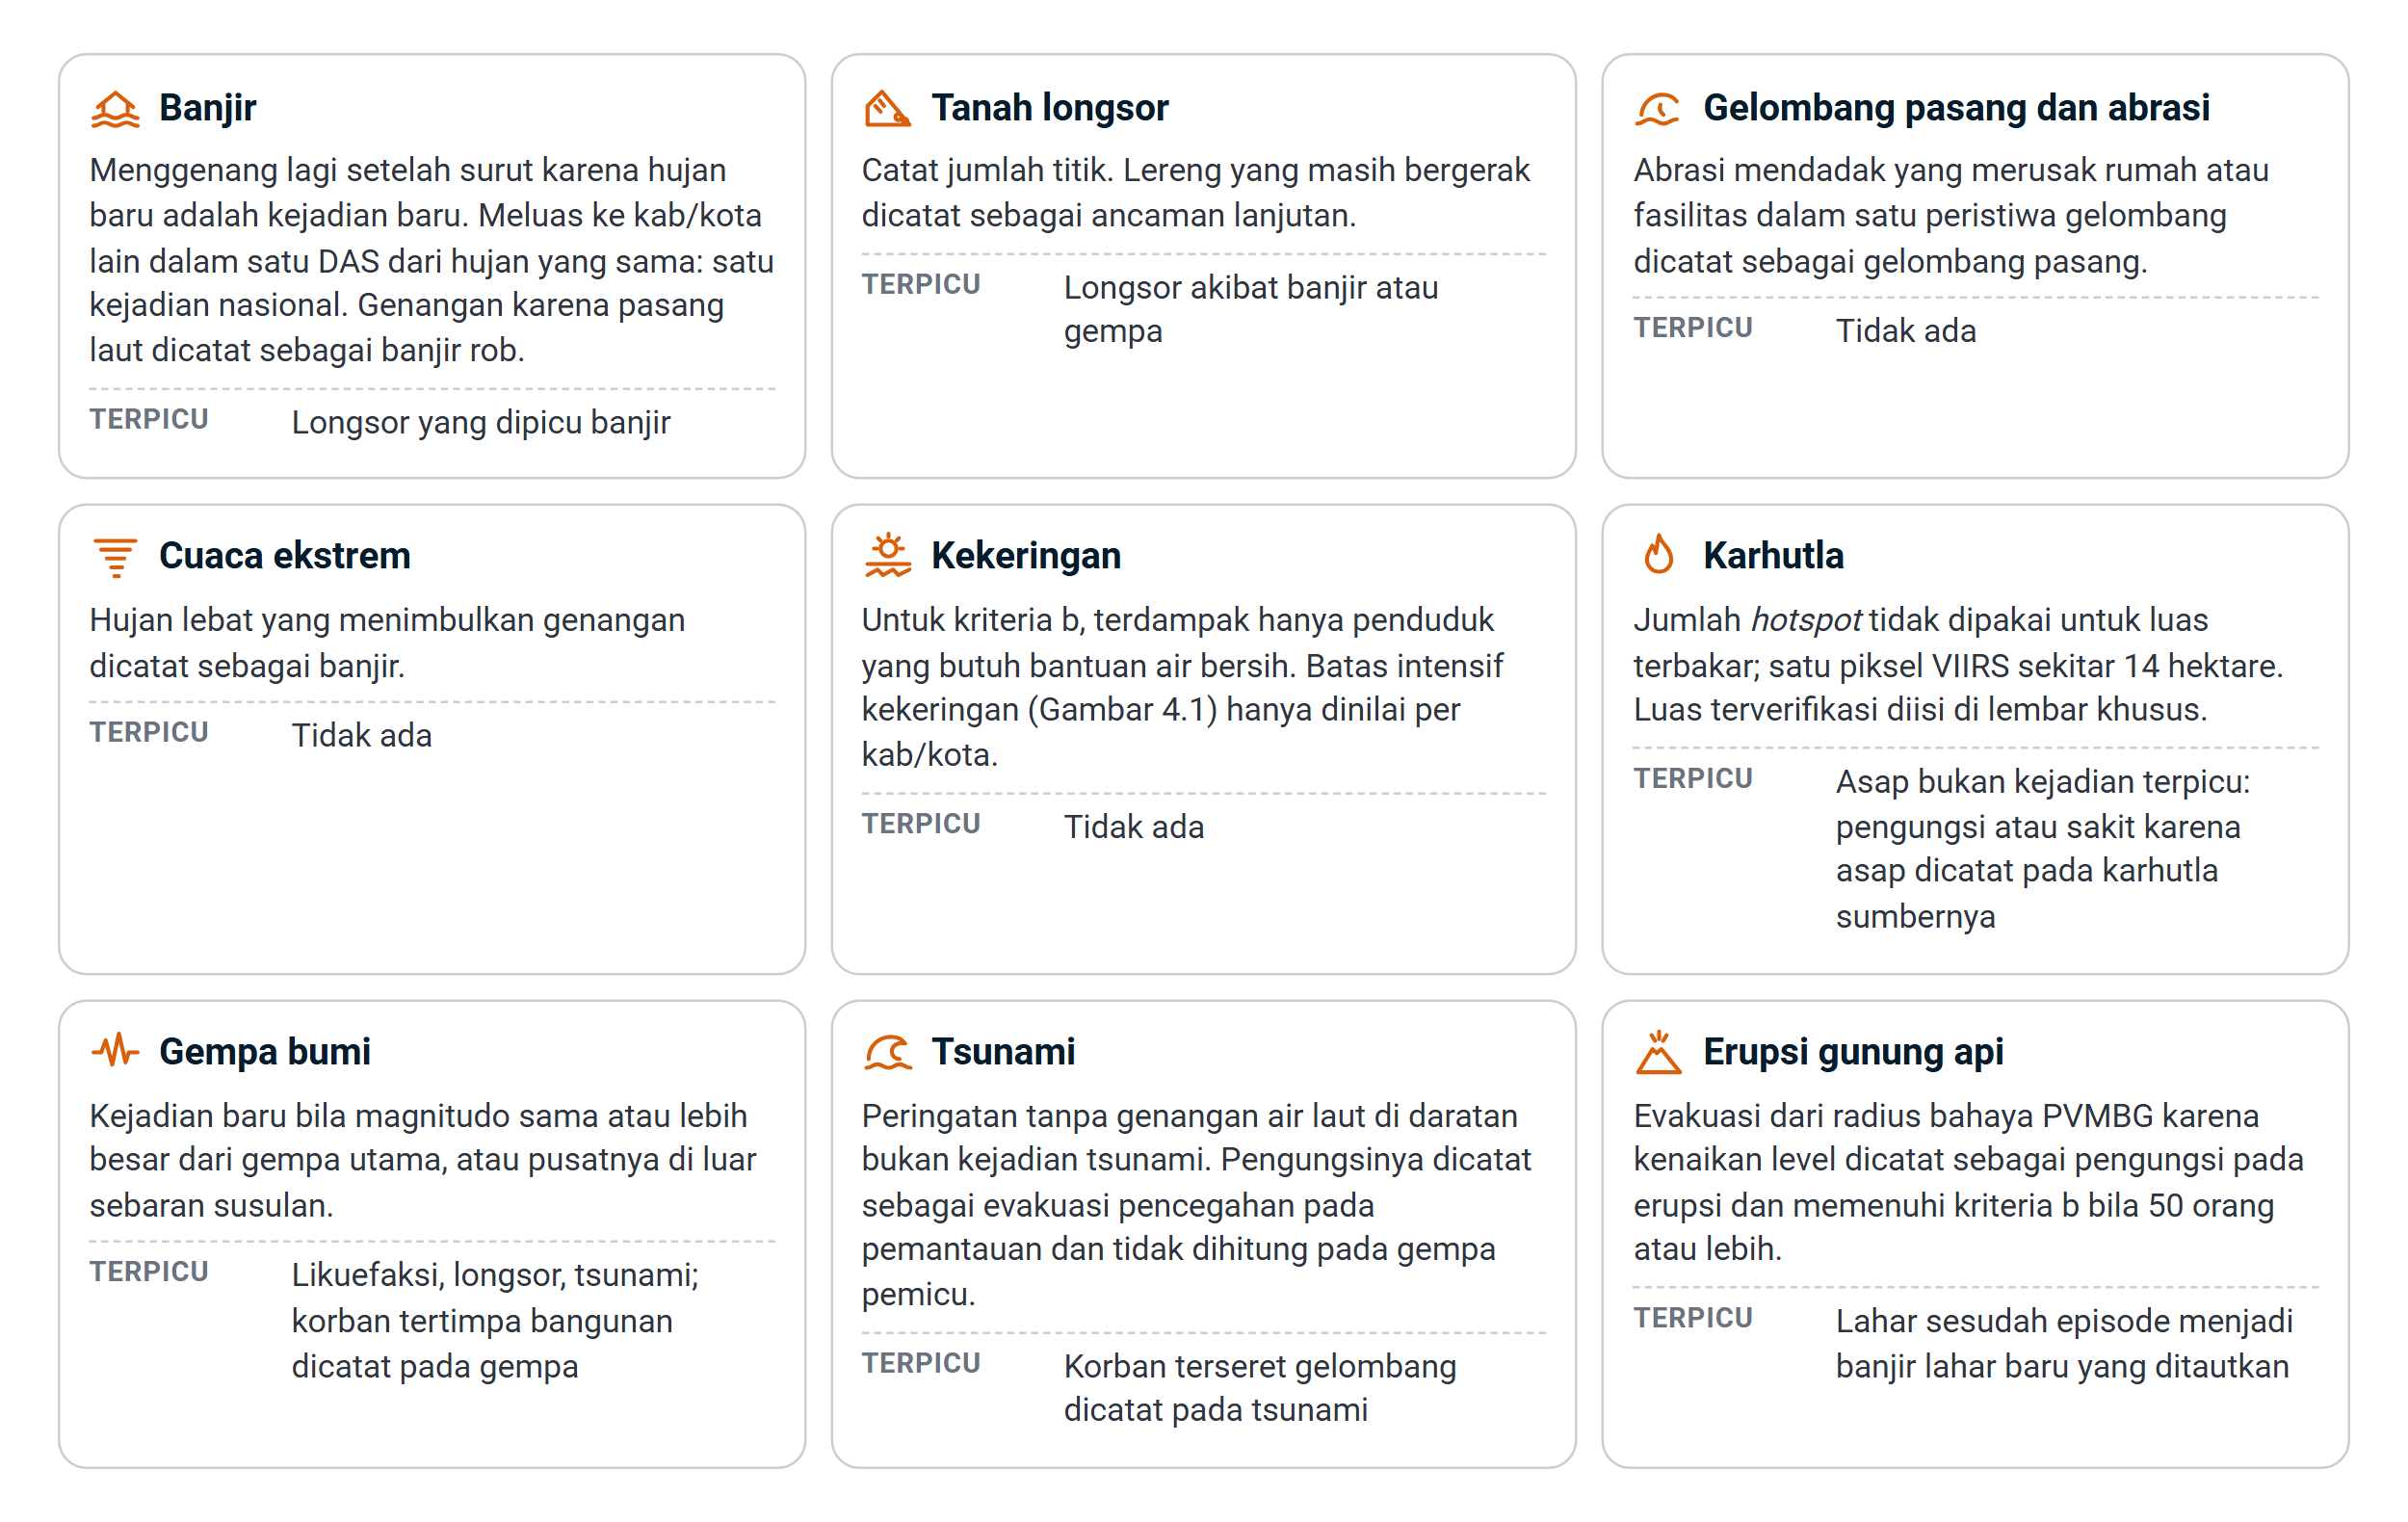 Banjir
Menggenang lagi setelah surut karena hujan
baru adalah kejadian baru. Meluas ke kab/kota
lain dalam satu DAS dari hujan yang sama: satu
kejadian nasional. Genangan karena pasang
laut dicatat sebagai banjir rob.
TERPICU Longsor yang dipicu banjir
Tanah longsor
Catat jumlah titik. Lereng yang masih bergerak
dicatat sebagai ancaman lanjutan.
TERPICU Longsor akibat banjir atau
gempa
Gelombang pasang dan abrasi
Abrasi mendadak yang merusak rumah atau
fasilitas dalam satu peristiwa gelombang
dicatat sebagai gelombang pasang.
TERPICU Tidak ada
Cuaca ekstrem
Hujan lebat yang menimbulkan genangan
dicatat sebagai banjir.
TERPICU Tidak ada
Kekeringan
Untuk kriteria b, terdampak hanya penduduk
yang butuh bantuan air bersih. Batas intensif
kekeringan (Gambar 4.1) hanya dinilai per
kab/kota.
TERPICU Tidak ada
Karhutla
Jumlah hotspot tidak dipakai untuk luas
terbakar; satu piksel VIIRS sekitar 14 hektare.
Luas terverifikasi diisi di lembar khusus.
TERPICU Asap bukan kejadian terpicu:
pengungsi atau sakit karena
asap dicatat pada karhutla
sumbernya
Gempa bumi
Kejadian baru bila magnitudo sama atau lebih
besar dari gempa utama, atau pusatnya di luar
sebaran susulan.
TERPICU Likuefaksi, longsor, tsunami;
korban tertimpa bangunan
dicatat pada gempa
Tsunami
Peringatan tanpa genangan air laut di daratan
bukan kejadian tsunami. Pengungsinya dicatat
sebagai evakuasi pencegahan pada
pemantauan dan tidak dihitung pada gempa
pemicu.
TERPICU Korban terseret gelombang
dicatat pada tsunami
Erupsi gunung api
Evakuasi dari radius bahaya PVMBG karena
kenaikan level dicatat sebagai pengungsi pada
erupsi dan memenuhi kriteria b bila 50 orang
atau lebih.
TERPICU Lahar sesudah episode menjadi
banjir lahar baru yang ditautkan